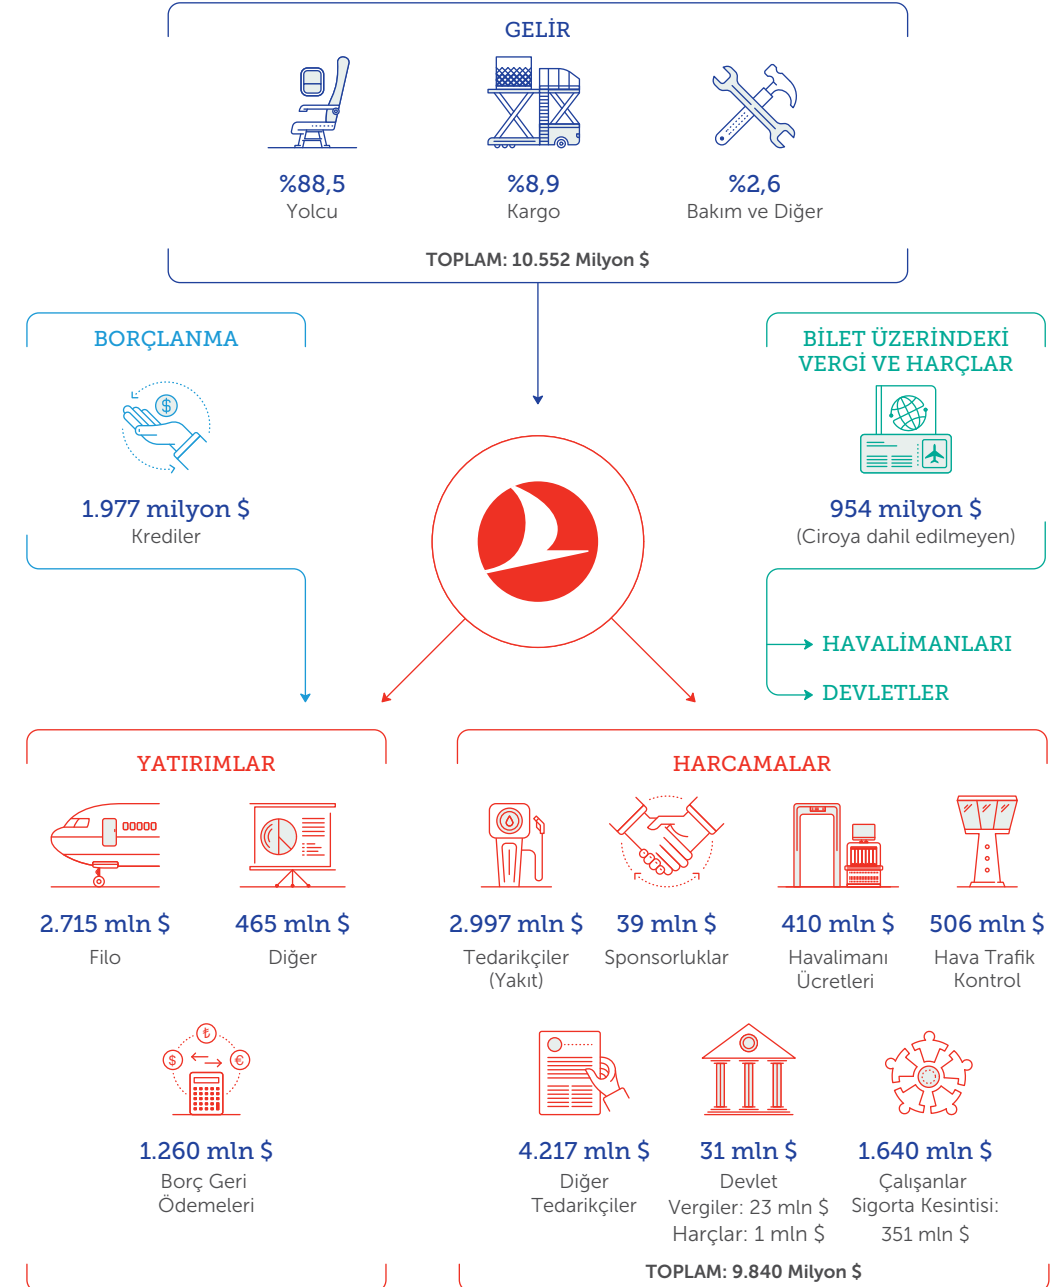 GELİR
%88,5
Yolcu
%8,9
Kargo
%2,6
Bakım ve Diğer
TOPLAM: 10.552 Milyon $
BORÇLANMA
$
1.977 milyon $
Krediler
BİLET ÜZERİNDEKİ
VERGİ VE HARÇLAR
954 milyon $
(Ciroya dahil edilmeyen)
HAVALİMANLARI
DEVLETLER
YATIRIMLAR
2.715 mln $
Filo
465 mln $
Diğer
$ ₺ €
1.260 mln $
Borç Geri
Ödemeleri
HARCAMALAR
2.997 mln $
Tedarikçiler
(Yakıt)
39 mln $
Sponsorluklar
410 mln $
Havalimanı
Ücretleri
506 mln $
Hava Trafik
Kontrol
4.217 mln $
Diğer
Tedarikçiler
31 mln $
Devlet
Vergiler: 23 mln $
Harçlar: 1 mln $
1.640 mln $
Çalışanlar
Sigorta Kesintisi:
351 mln $
TOPLAM: 9.840 Milyon $